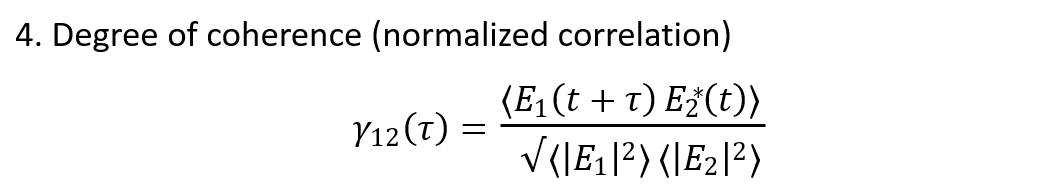 4. Degree of coherence (normalized correlation)
γ₁₂(τ) = ⟨E₁(t + τ) E₂*(t)⟩ / √⟨|E₁|²⟩ ⟨|E₂|²⟩